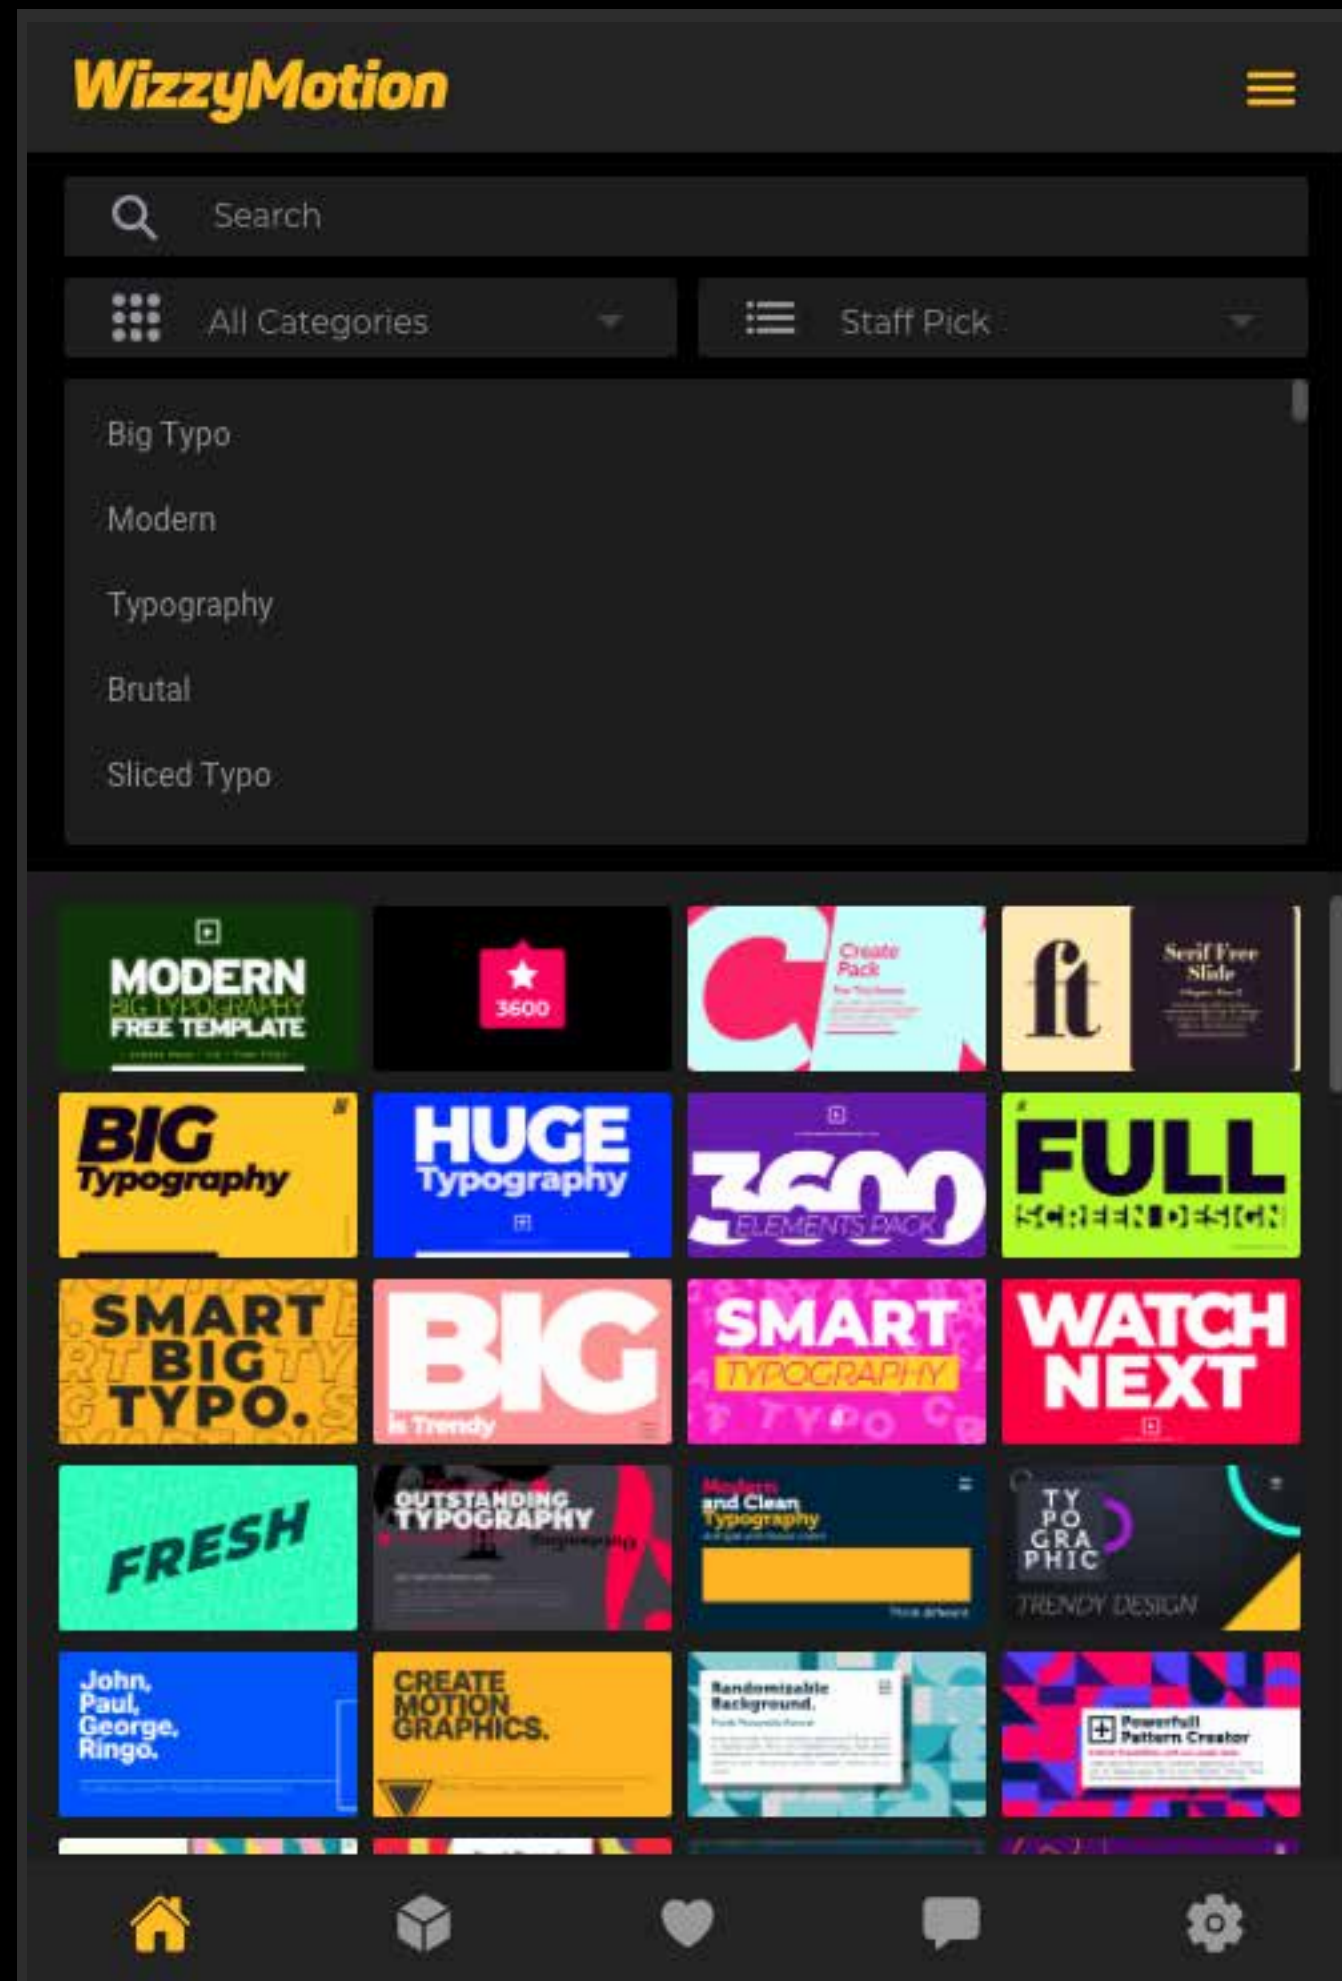 WizzyMotion
Search
All Categories
Staff Pick
Big Typo
Modern
Typography
Brutal
Sliced Typo
MODERN
BIG TYPOGRAPHY
FREE TEMPLATE
3600
Create
Pack
ft
Serif Free
Slide
BIG
Typography
HUGE
Typography
3600
ELEMENTS PACK
FULL
SCREEN DESIGN
SMART
BIG
TYPO.
BIG
is Trendy
SMART
TYPOGRAPHY
WATCH
NEXT
FRESH
OUTSTANDING
TYPOGRAPHY
Modern
and Clean
Typography
Think different
TY
PO
GRA
PHIC
TRENDY DESIGN
John,
Paul,
George,
Ringo.
CREATE
MOTION
GRAPHICS.
Randomizable
Background.
Powerfull
Pattern Creator